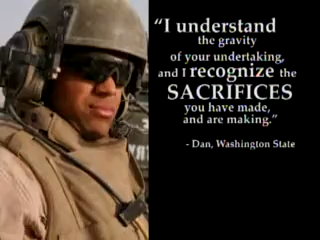 “I understand
the gravity
of your undertaking,
and I recognize the
SACRIFICES
you have made,
and are making.”
- Dan, Washington State